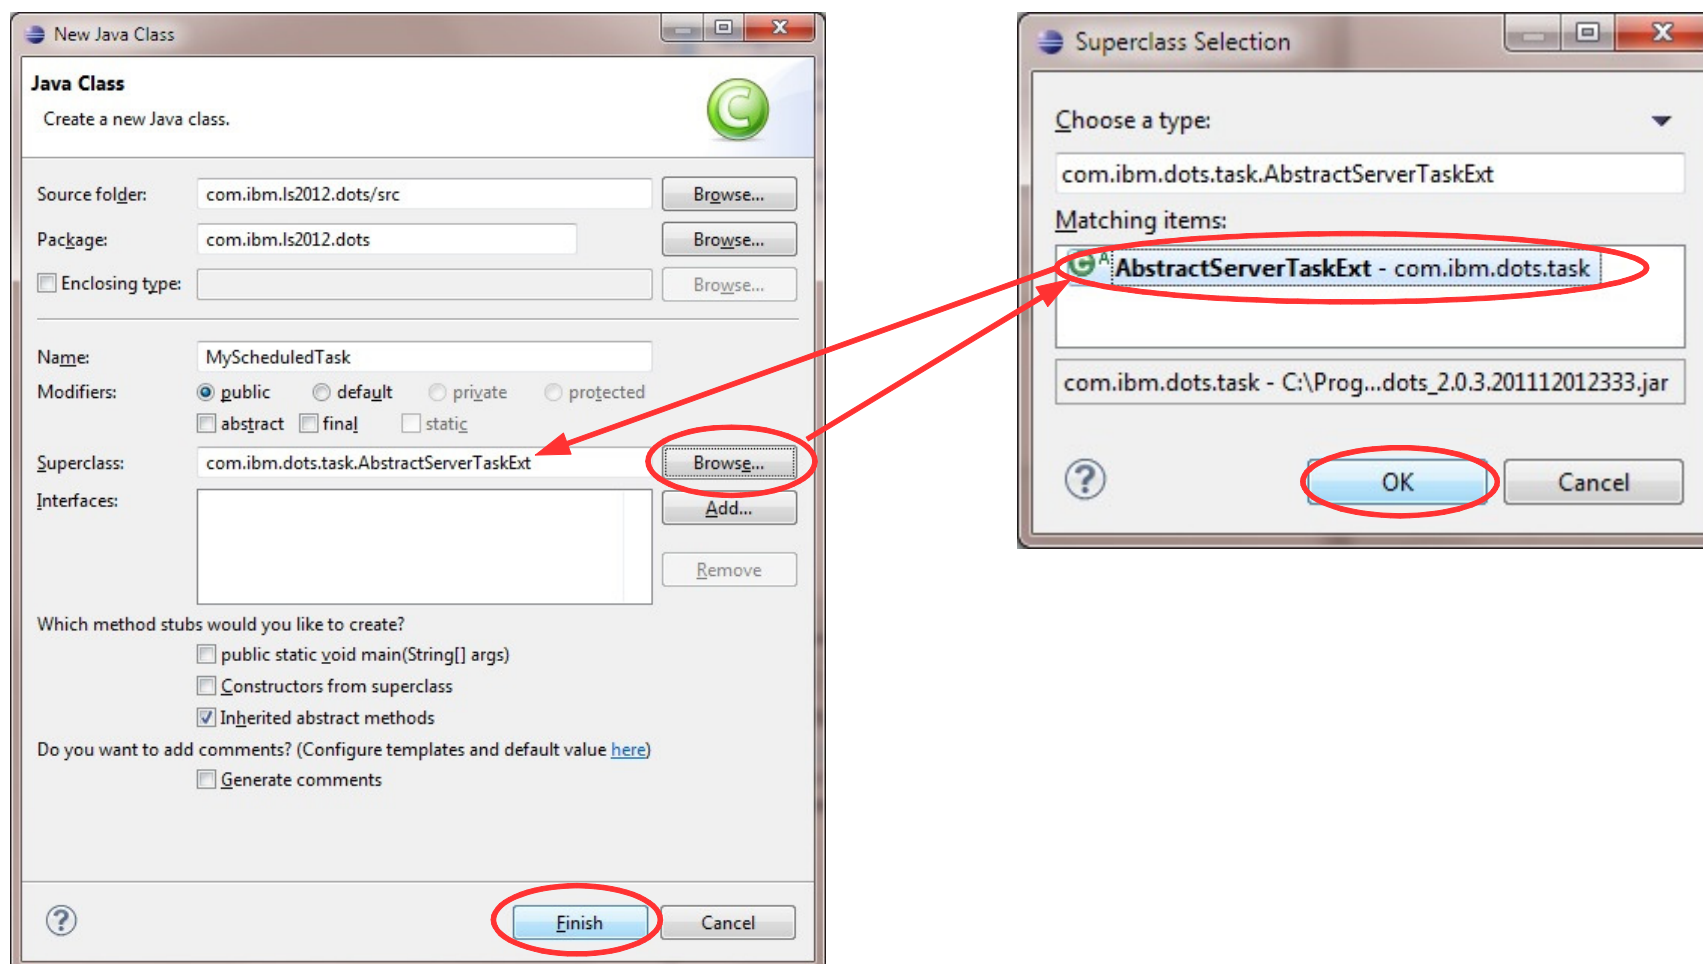 New Java Class
Java Class
Create a new Java class.
Source folder:
com.ibm.ls2012.dots/src
Browse...
Package:
com.ibm.ls2012.dots
Browse...
Enclosing type:
Browse...
Name:
MyScheduledTask
Modifiers:
public default private protected
abstract final static
Superclass:
com.ibm.dots.task.AbstractServerTaskExt
Browse...
Interfaces:
Add...
Remove
Which method stubs would you like to create?
public static void main(String[] args)
Constructors from superclass
Inherited abstract methods
Do you want to add comments? (Configure templates and default value here)
Generate comments
Finish
Cancel
Superclass Selection
Choose a type:
com.ibm.dots.task.AbstractServerTaskExt
Matching items:
AbstractServerTaskExt - com.ibm.dots.task
com.ibm.dots.task - C:\Prog...dots_2.0.3.201112012333.jar
OK
Cancel